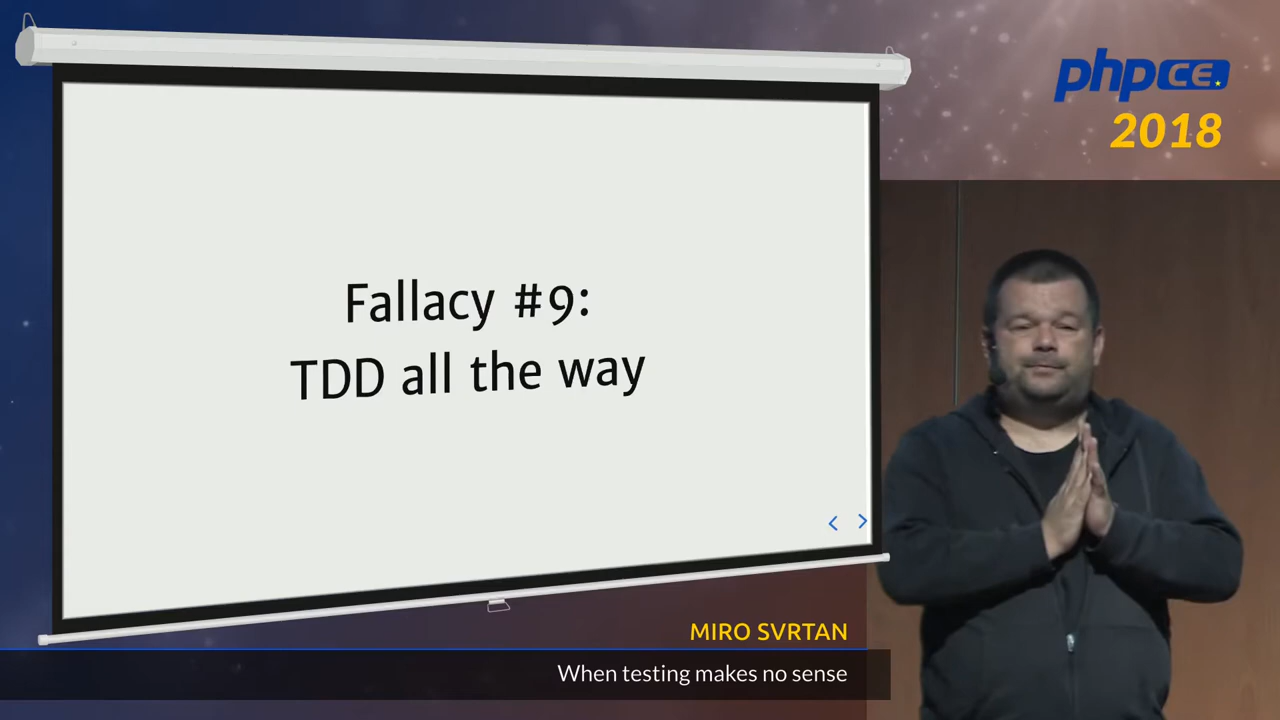 phpce
2018
Fallacy #9:
TDD all the way
MIRO SVRTAN
When testing makes no sense